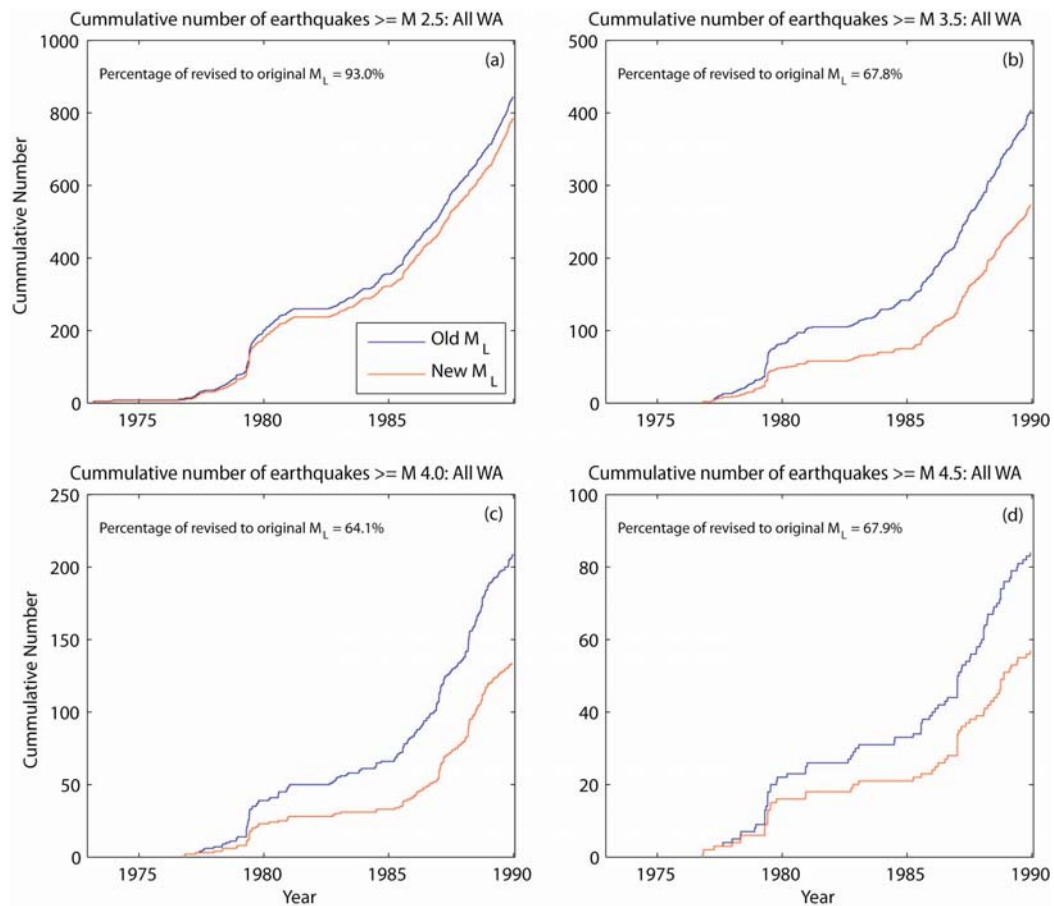 Cummulative number of earthquakes >= M 2.5: All WA
1000
(a)
Percentage of revised to original M_L = 93.0%
800
600
400
200
0
Cummulative Number
Old M_L
New M_L
1975
1980
1985
Cummulative number of earthquakes >= M 3.5: All WA
500
(b)
Percentage of revised to original M_L = 67.8%
400
300
200
100
0
1975
1980
1985
1990
Cummulative number of earthquakes >= M 4.0: All WA
250
(c)
Percentage of revised to original M_L = 64.1%
200
150
100
50
0
Cummulative Number
1975
1980
1985
1990
Year
Cummulative number of earthquakes >= M 4.5: All WA
100
(d)
Percentage of revised to original M_L = 67.9%
80
60
40
20
0
1975
1980
1985
1990
Year